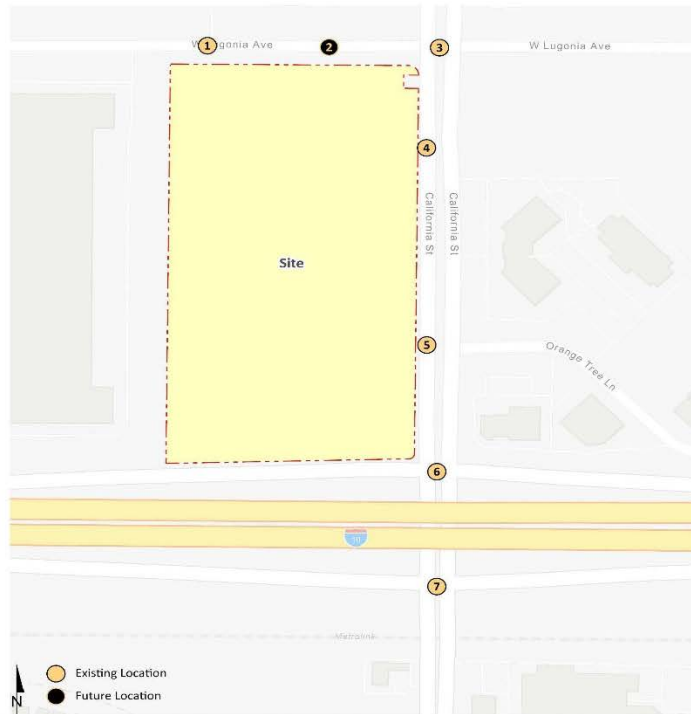 W Lugonia Ave
1
2
3
W Lugonia Ave
4
California St
California St
Site
5
Orange Tree Ln
6
10
7
Metrolink
Existing Location
N
Future Location